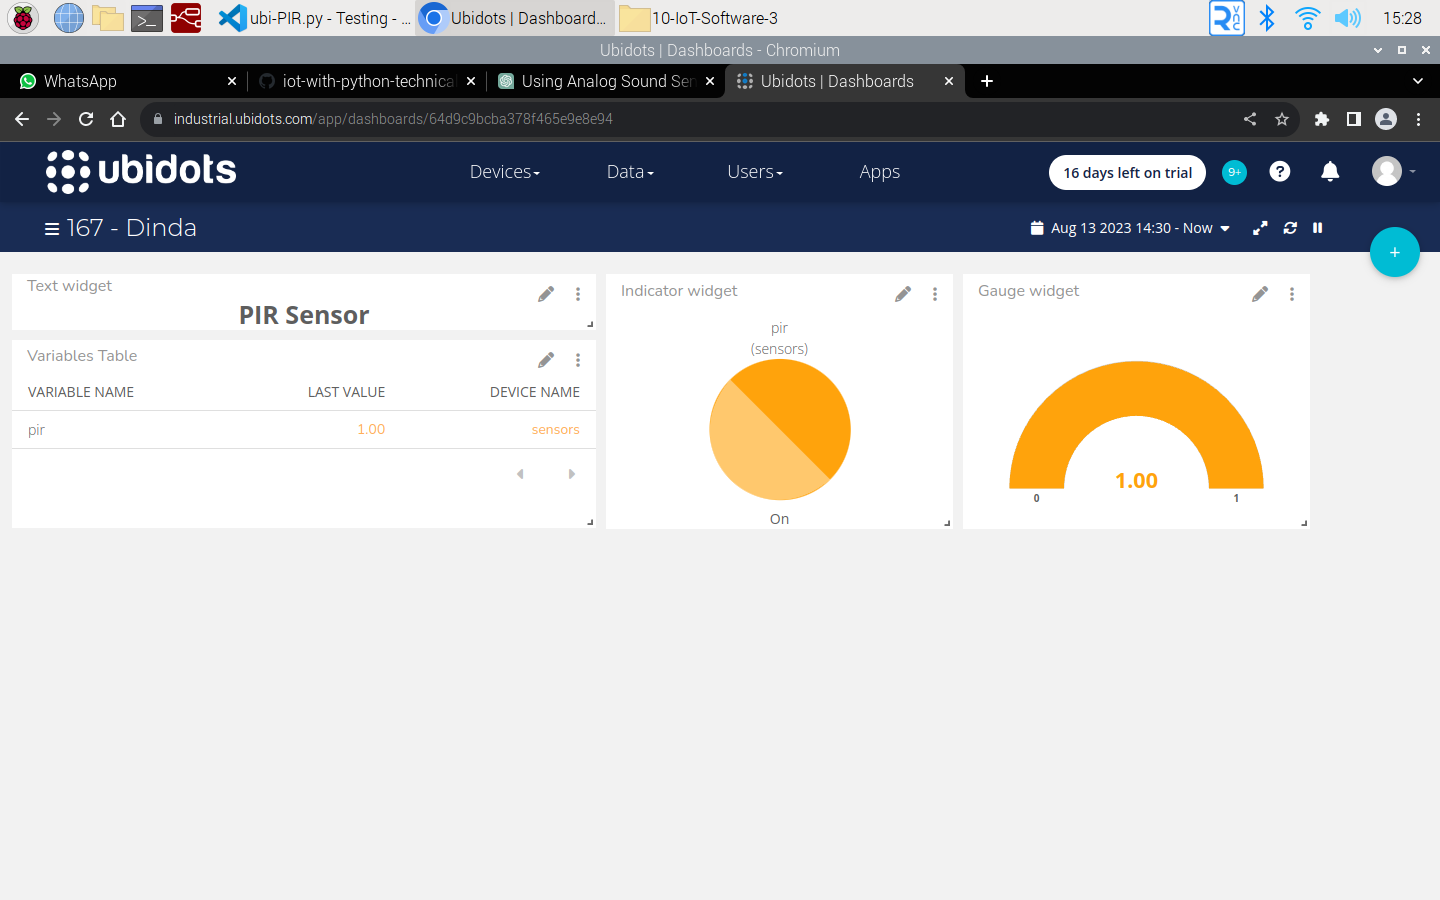 ubi-PIR.py - Testing - ...
Ubidots | Dashboard...
10-IoT-Software-3
15:28
Ubidots | Dashboards - Chromium
WhatsApp
iot-with-python-technical
Using Analog Sound Sen
Ubidots | Dashboards
industrial.ubidots.com/app/dashboards/64d9c9bcba378f465e9e8e94
ubidots
Devices
Data
Users
Apps
16 days left on trial
9+
167 - Dinda
Aug 13 2023 14:30 - Now
Text widget
PIR Sensor
Variables Table
VARIABLE NAME LAST VALUE DEVICE NAME
pir 1.00 sensors
Indicator widget
pir
(sensors)
On
Gauge widget
1.00
0 1